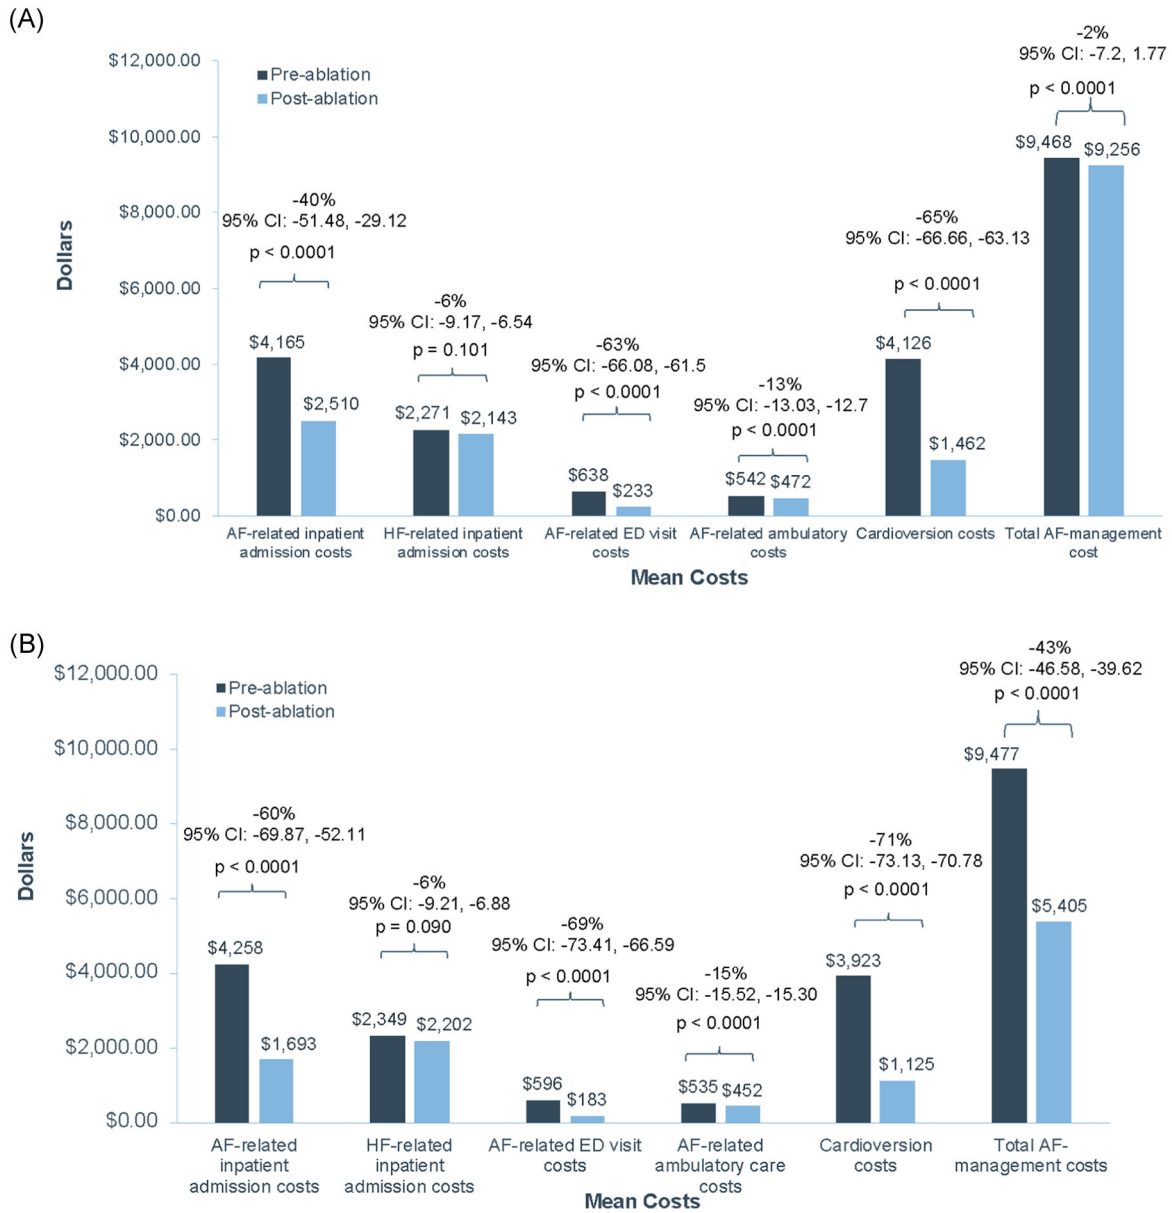 (A)
$12,000.00
$10,000.00
$8,000.00
$6,000.00
$4,000.00
$2,000.00
$0.00
Dollars
Pre-ablation
Post-ablation
-40%
95% CI: -51.48, -29.12
p < 0.0001
$4,165
$2,510
-6%
95% CI: -9.17, -6.54
p = 0.101
$2,271
$2,143
-63%
95% CI: -66.08, -61.5
p < 0.0001
$638
$233
-13%
95% CI: -13.03, -12.7
p < 0.0001
$542
$472
-65%
95% CI: -66.66, -63.13
p < 0.0001
$4,126
$1,462
-2%
95% CI: -7.2, 1.77
p < 0.0001
$9,468
$9,256
AF-related inpatient
admission costs
HF-related inpatient
admission costs
AF-related ED visit
costs
AF-related ambulatory
costs
Cardioversion costs
Total AF-management
cost
Mean Costs
(B)
$12,000.00
$10,000.00
$8,000.00
$6,000.00
$4,000.00
$2,000.00
$0.00
Dollars
Pre-ablation
Post-ablation
-60%
95% CI: -69.87, -52.11
p < 0.0001
$4,258
$1,693
-6%
95% CI: -9.21, -6.88
p = 0.090
$2,349
$2,202
-69%
95% CI: -73.41, -66.59
p < 0.0001
$596
$183
-15%
95% CI: -15.52, -15.30
p < 0.0001
$535
$452
-71%
95% CI: -73.13, -70.78
p < 0.0001
$3,923
$1,125
-43%
95% CI: -46.58, -39.62
p < 0.0001
$9,477
$5,405
AF-related
inpatient
admission costs
HF-related
inpatient
admission costs
AF-related ED visit
costs
AF-related
ambulatory care
costs
Cardioversion
costs
Total AF-
management costs
Mean Costs